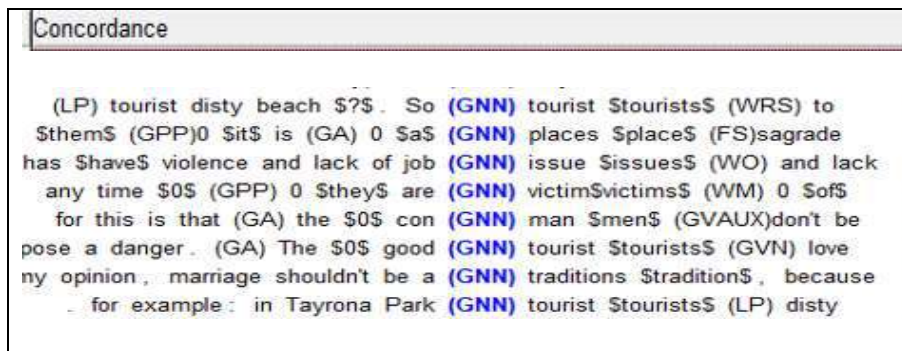 Concordance
(LP) tourist disty beach $?$ . So (GNN) tourist $tourists$ (WRS) to
$them$ (GPP)0 $it$ is (GA) 0 $a$ (GNN) places $place$ (FS)sagrade
has $have$ violence and lack of job (GNN) issue $issues$ (WO) and lack
any time $0$ (GPP) 0 $they$ are (GNN) victim$victims$ (WM) 0 $of$
for this is that (GA) the $0$ con (GNN) man $men$ (GVAUX)don't be
pose a danger . (GA) The $0$ good (GNN) tourist $tourists$ (GVN) love
my opinion , marriage shouldn't be a (GNN) traditions $tradition$ , because
. for example : in Tayrona Park (GNN) tourist $tourists$ (LP) disty